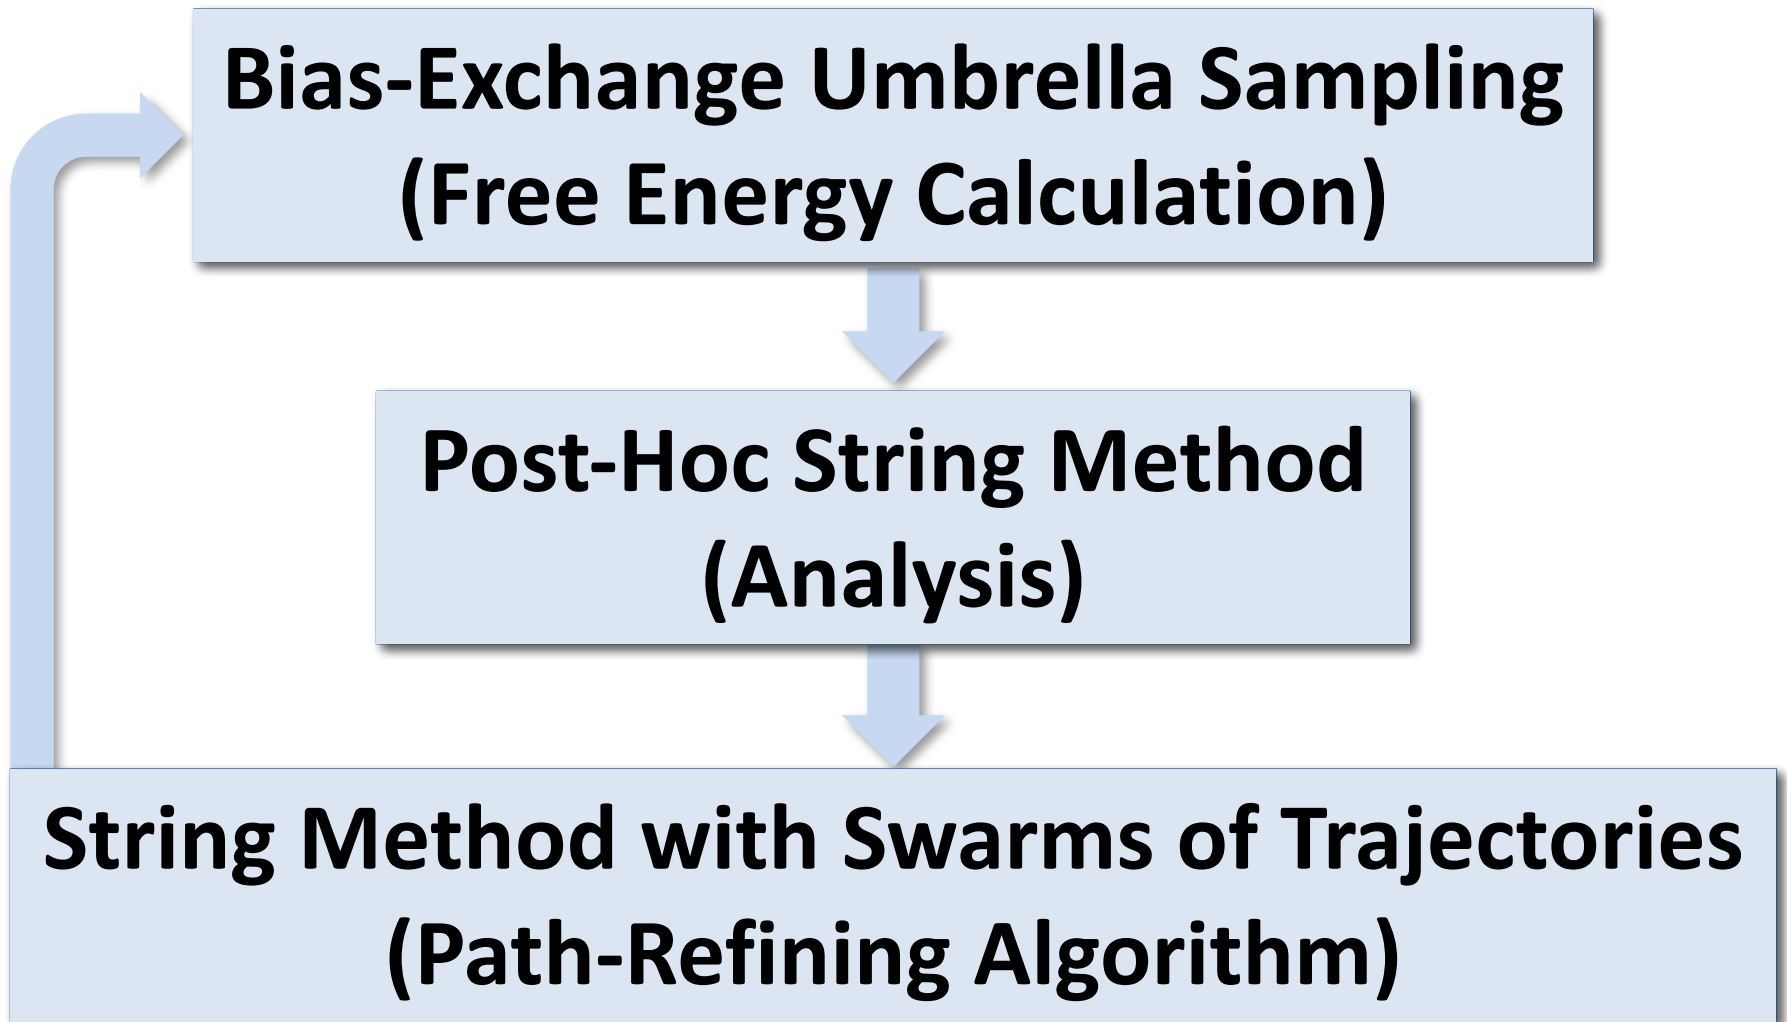 Bias-Exchange Umbrella Sampling
(Free Energy Calculation)
Post-Hoc String Method
(Analysis)
String Method with Swarms of Trajectories
(Path-Refining Algorithm)